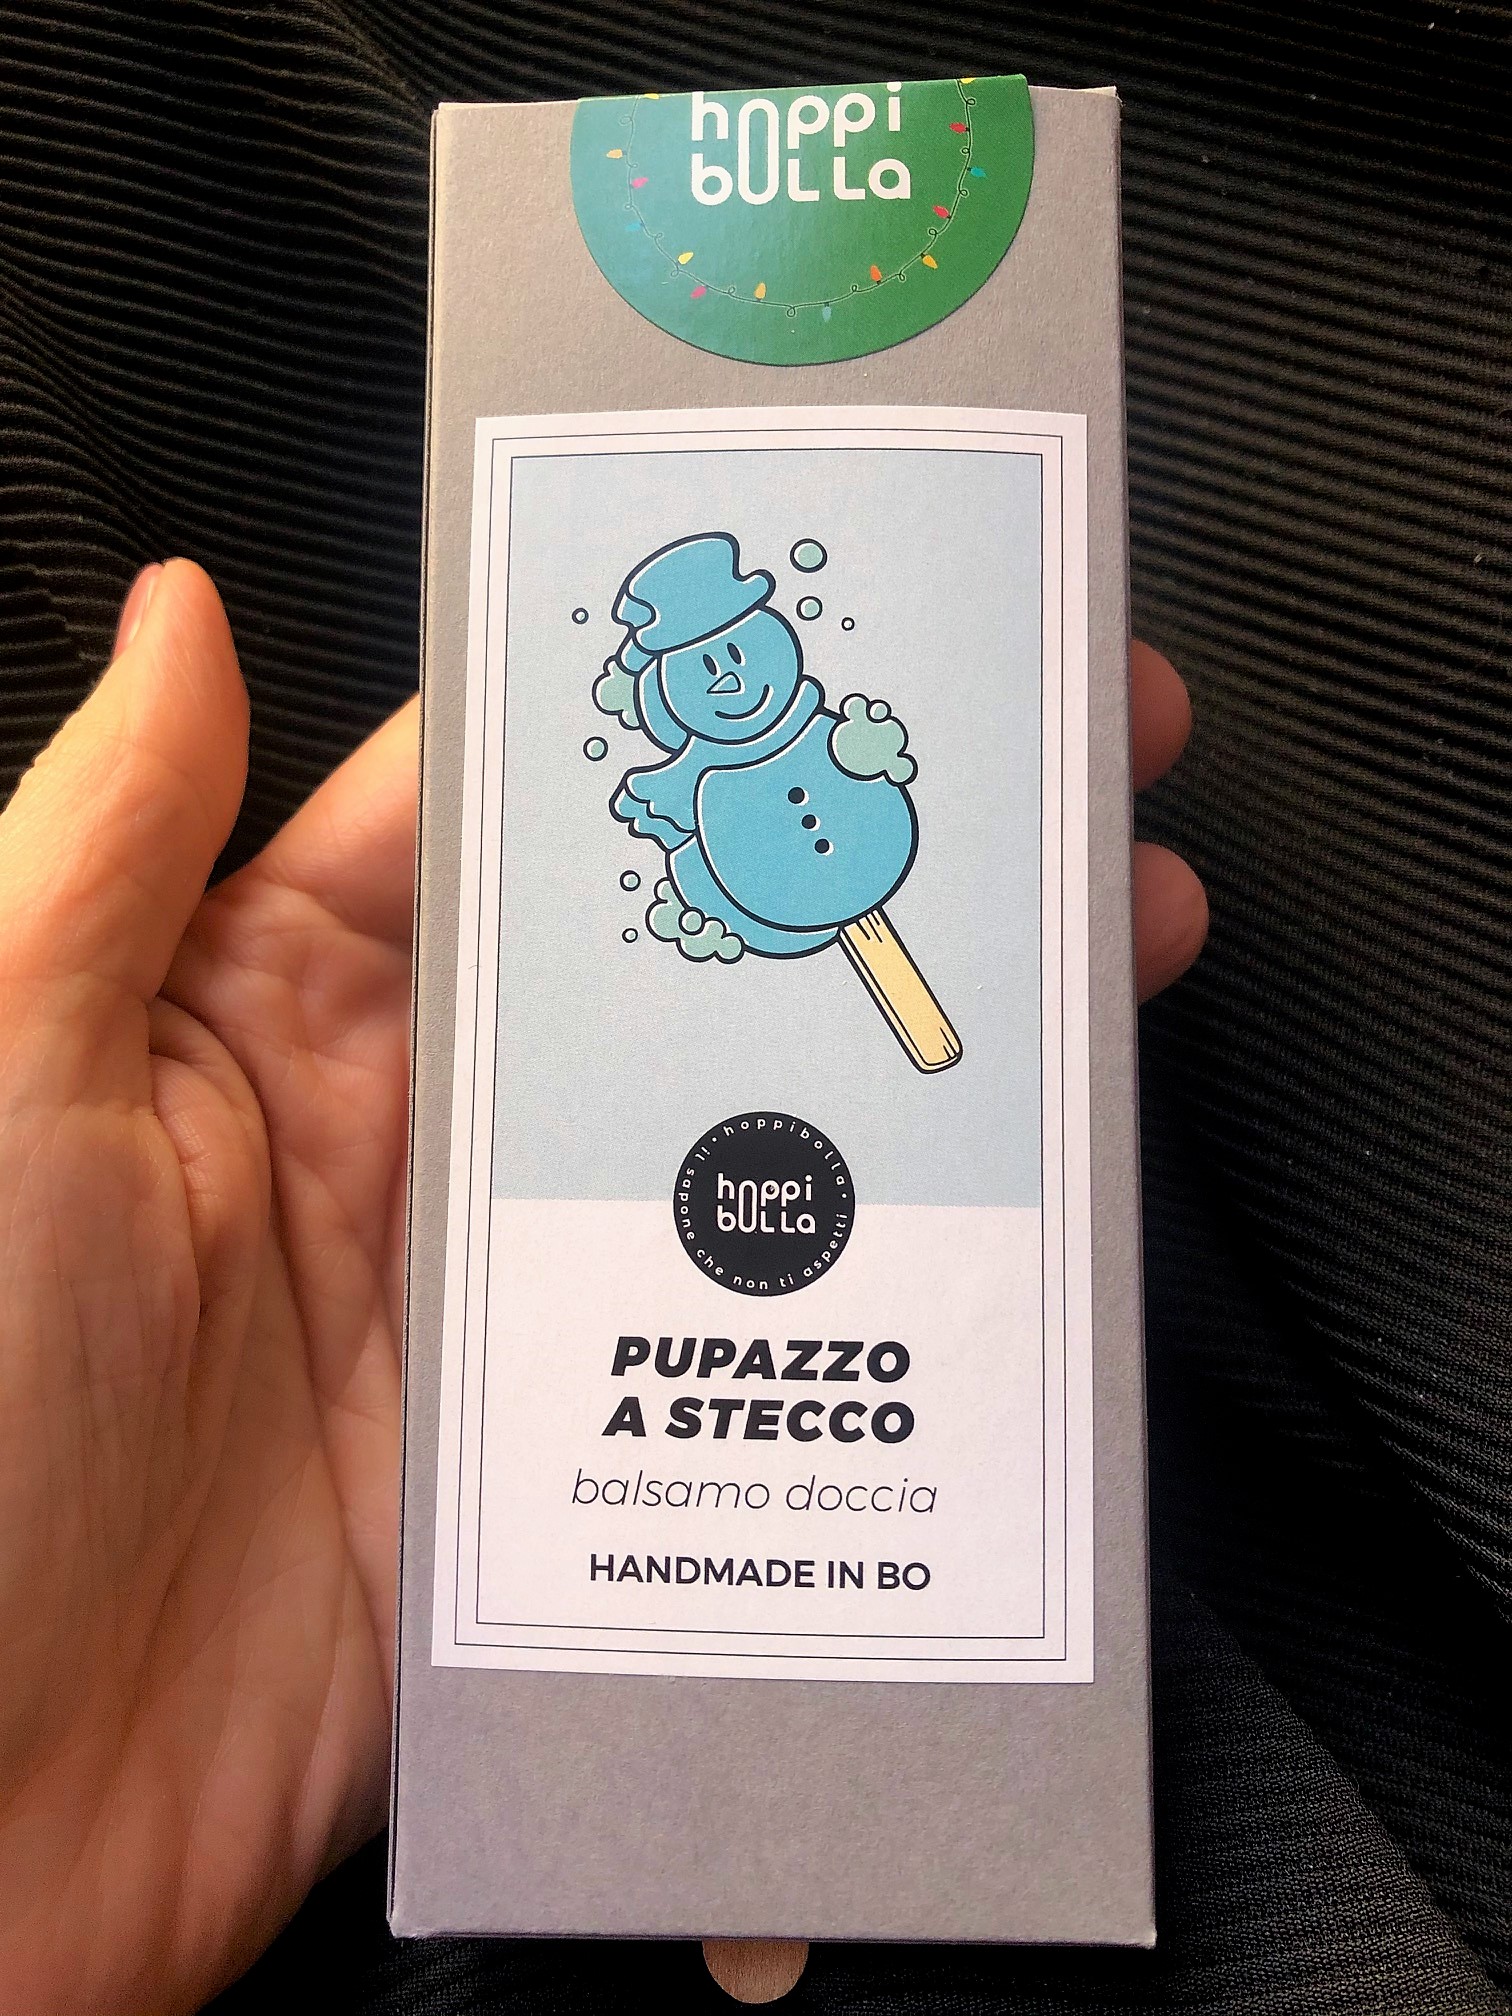 hoppi
bolla
• hoppibolla • il sapone che non ti aspetti
hoppi
bolla
PUPAZZO
A STECCO
balsamo doccia
HANDMADE IN BO